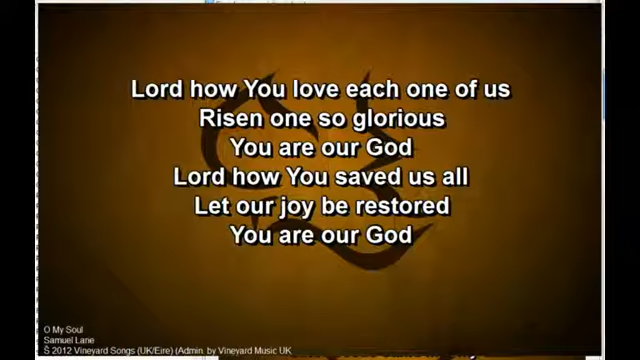 Lord how You love each one of us
Risen one so glorious
You are our God
Lord how You saved us all
Let our joy be restored
You are our God
O My Soul
Samuel Lane
Š 2012 Vineyard Songs (UK/Eire) (Admin. by Vineyard Music UK